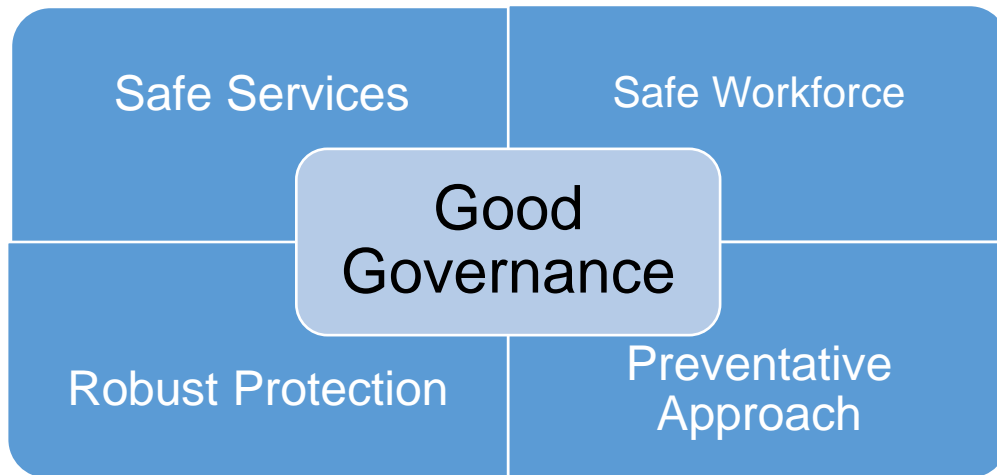 Safe Services
Safe Workforce
Good
Governance
Robust Protection
Preventative
Approach